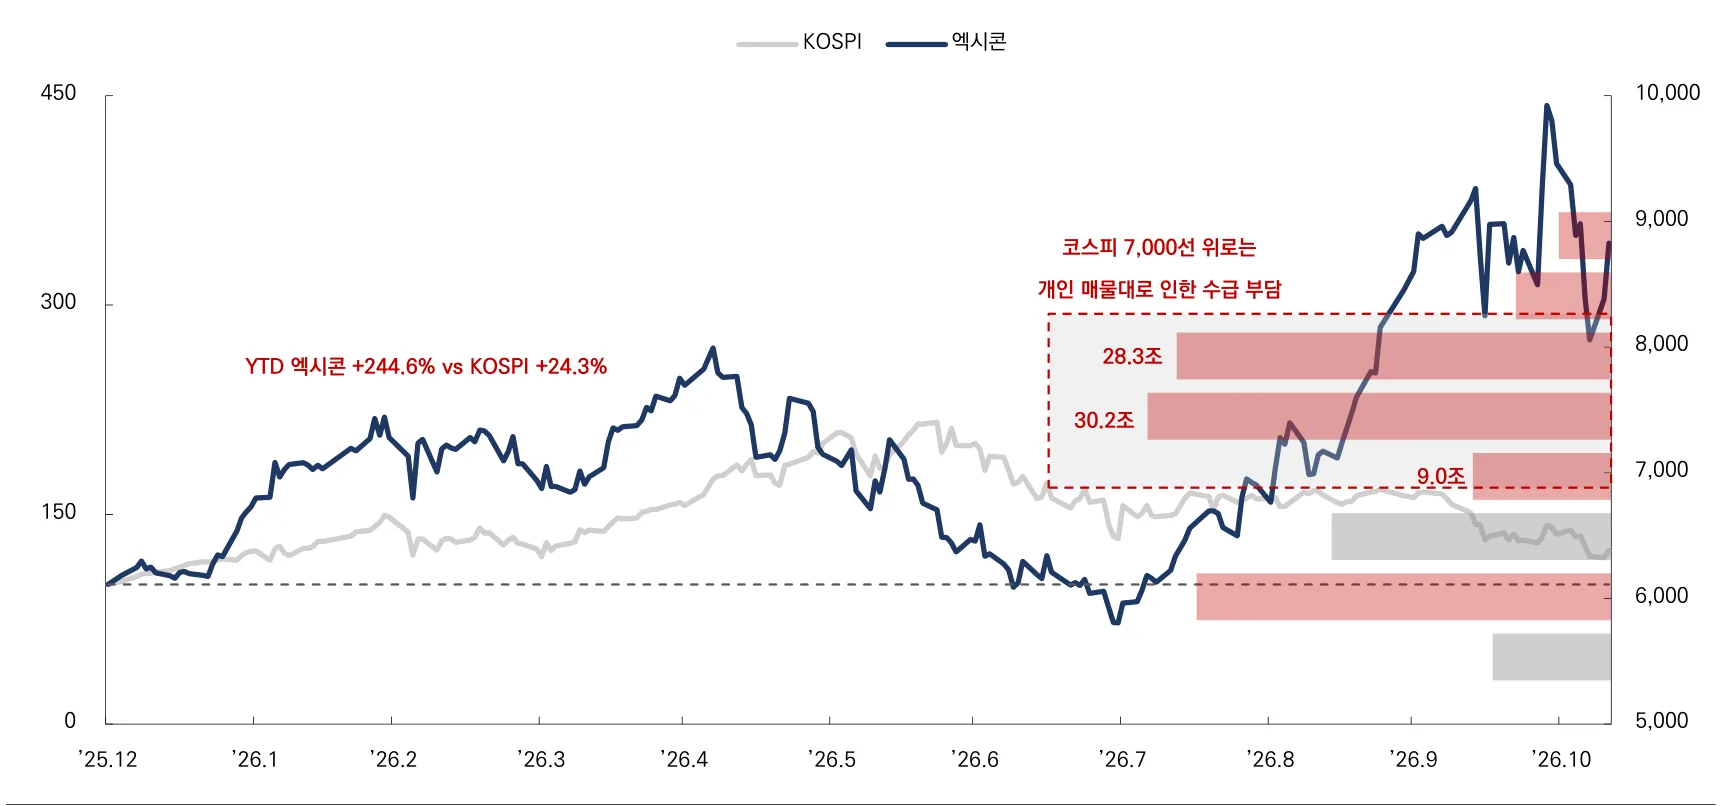 KOSPI 엑시콘
450
300
150
0
10,000
9,000
8,000
7,000
6,000
5,000
코스피 7,000선 위로는
개인 매물대로 인한 수급 부담
YTD 엑시콘 +244.6% vs KOSPI +24.3%
28.3조
30.2조
9.0조
’25.12 ’26.1 ’26.2 ’26.3 ’26.4 ’26.5 ’26.6 ’26.7 ’26.8 ’26.9 ’26.10